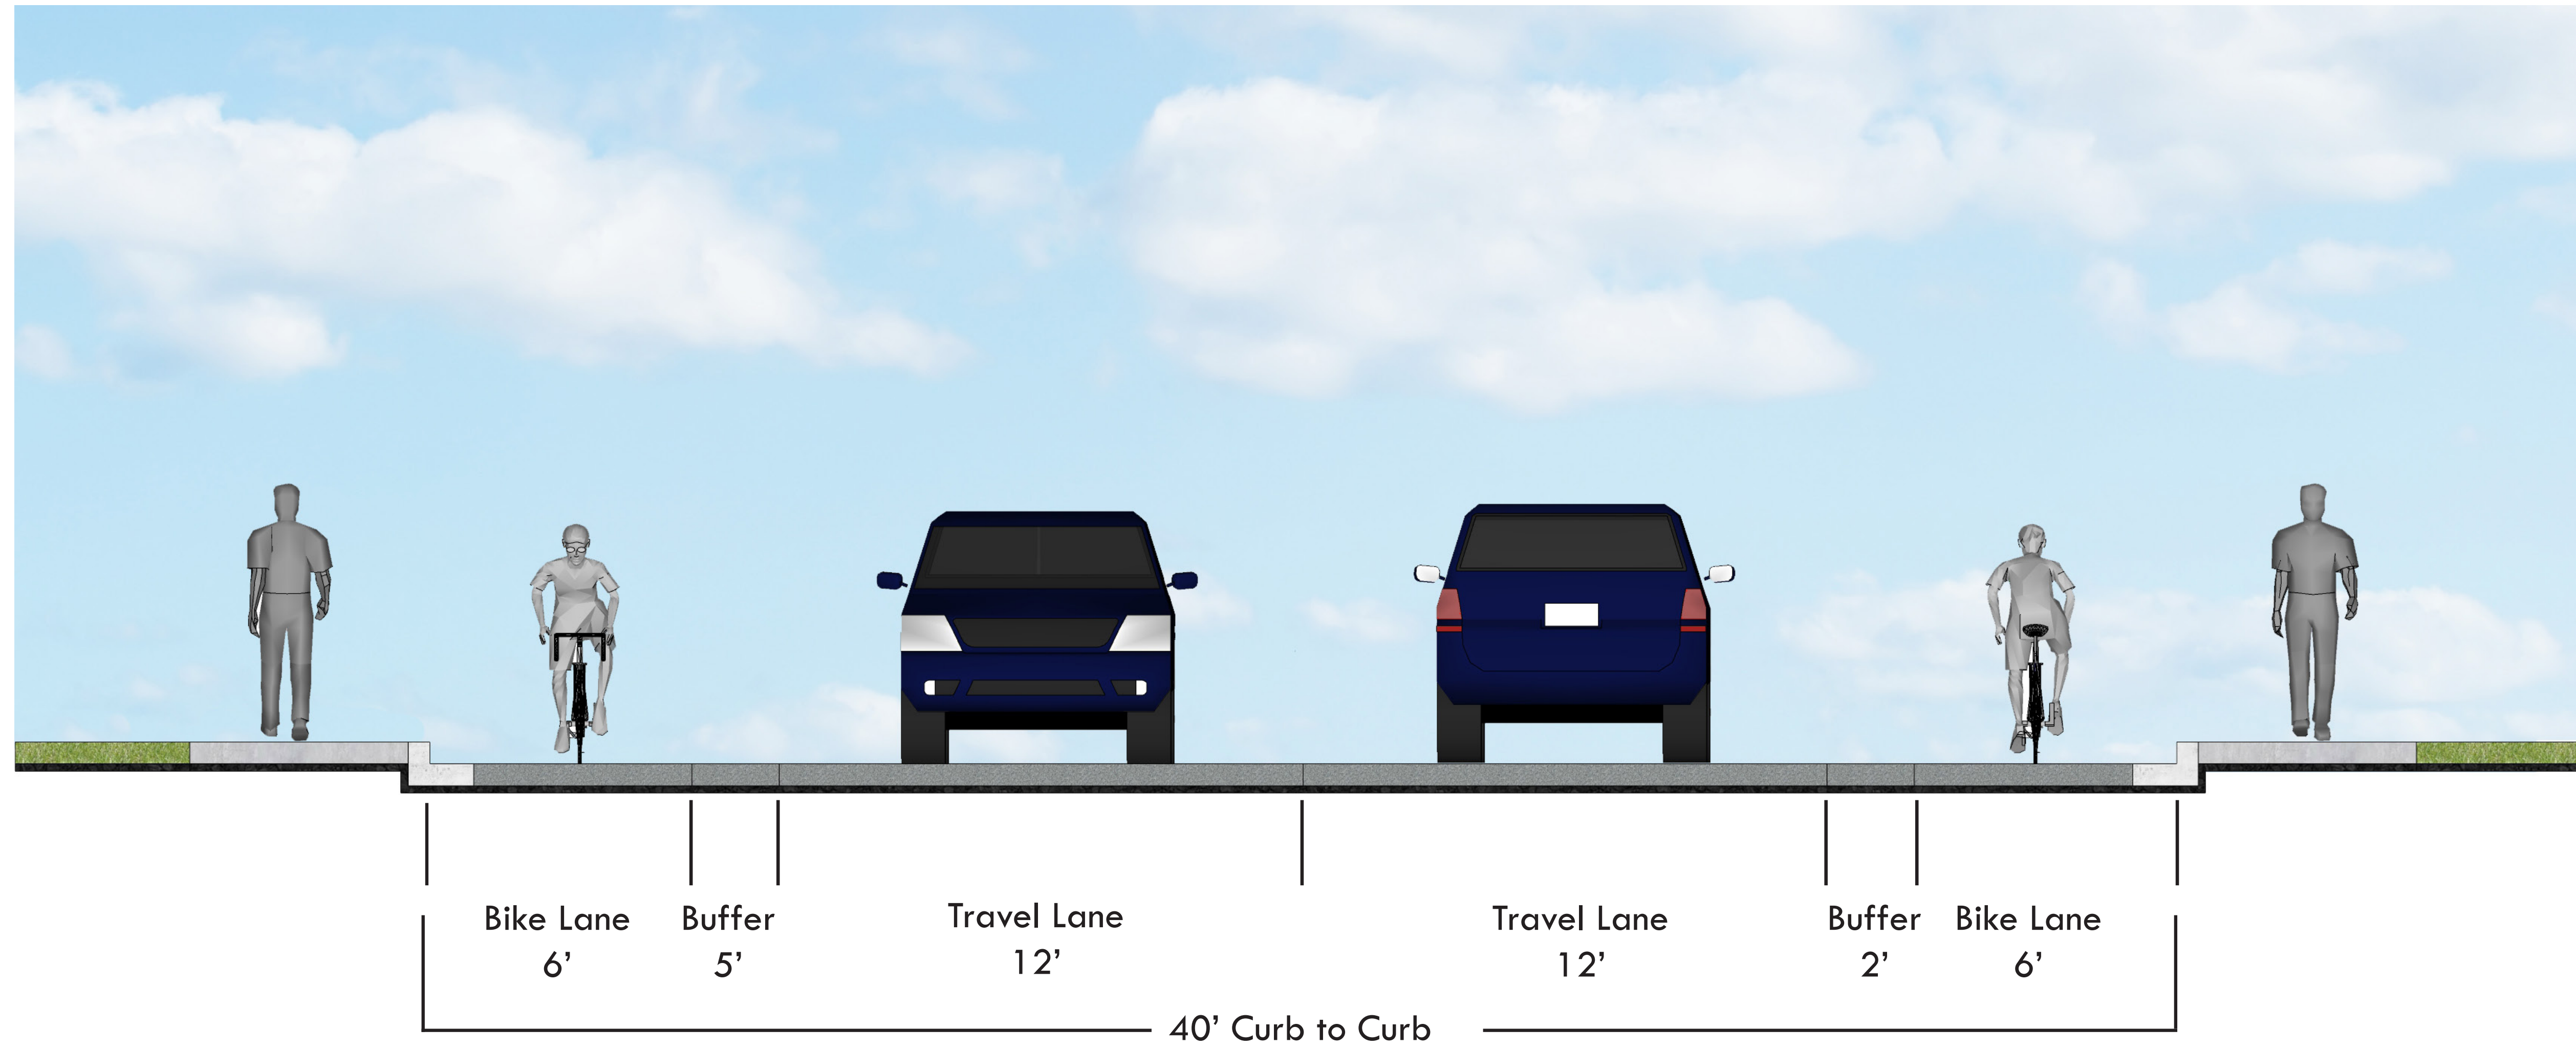 Bike Lane
6’
Buffer
5’
Travel Lane
12’
Travel Lane
12’
Buffer
2’
Bike Lane
6’
40’ Curb to Curb